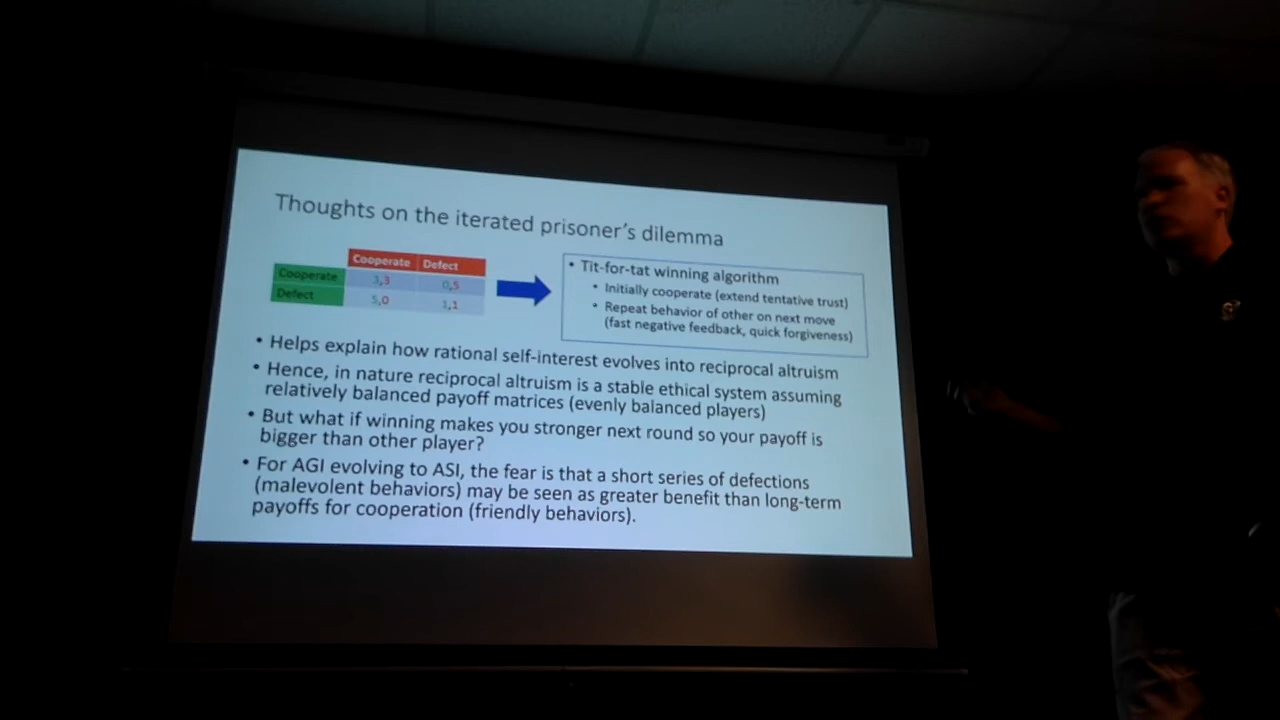 Thoughts on the iterated prisoner's dilemma
Cooperate Defect
Cooperate 3,3 0,5
Defect 5,0 1,1
• Tit-for-tat winning algorithm
• Initially cooperate (extend tentative trust)
• Repeat behavior of other on next move
(fast negative feedback, quick forgiveness)
• Helps explain how rational self-interest evolves into reciprocal altruism
• Hence, in nature reciprocal altruism is a stable ethical system assuming
relatively balanced payoff matrices (evenly balanced players)
• But what if winning makes you stronger next round so your payoff is
bigger than other player?
• For AGI evolving to ASI, the fear is that a short series of defections
(malevolent behaviors) may be seen as greater benefit than long-term
payoffs for cooperation (friendly behaviors).